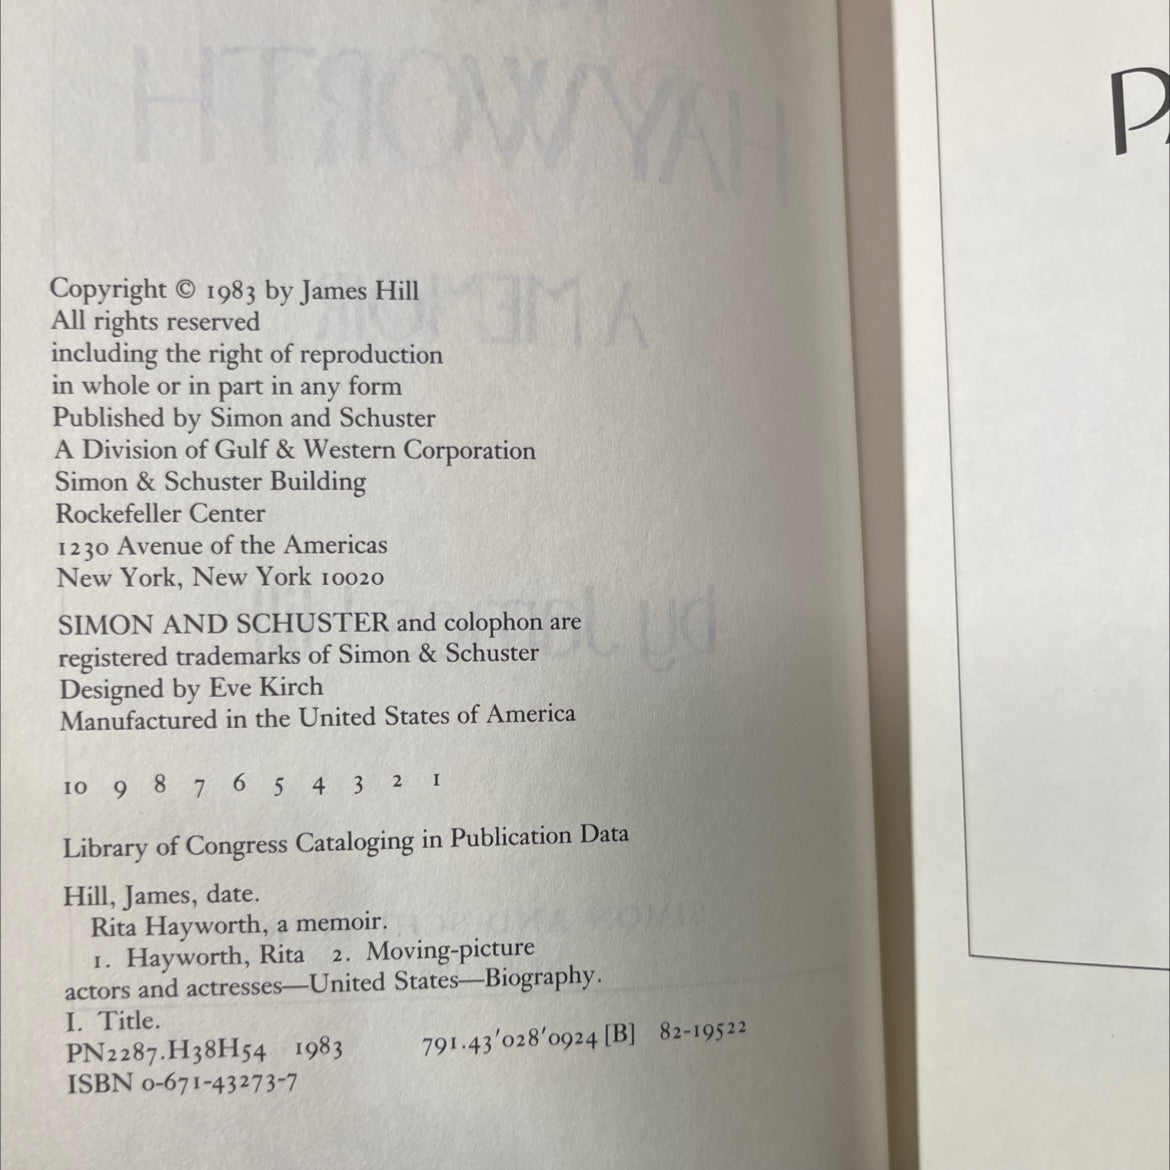 Copyright © 1983 by James Hill
All rights reserved
including the right of reproduction
in whole or in part in any form
Published by Simon and Schuster
A Division of Gulf & Western Corporation
Simon & Schuster Building
Rockefeller Center
1230 Avenue of the Americas
New York, New York 10020
SIMON AND SCHUSTER and colophon are
registered trademarks of Simon & Schuster
Designed by Eve Kirch
Manufactured in the United States of America
10 9 8 7 6 5 4 3 2 1
Library of Congress Cataloging in Publication Data
Hill, James, date.
Rita Hayworth, a memoir.
1. Hayworth, Rita 2. Moving-picture
actors and actresses—United States—Biography.
I. Title.
PN2287.H38H54 1983 791.43′028′0924 [B] 82-19522
ISBN 0-671-43273-7